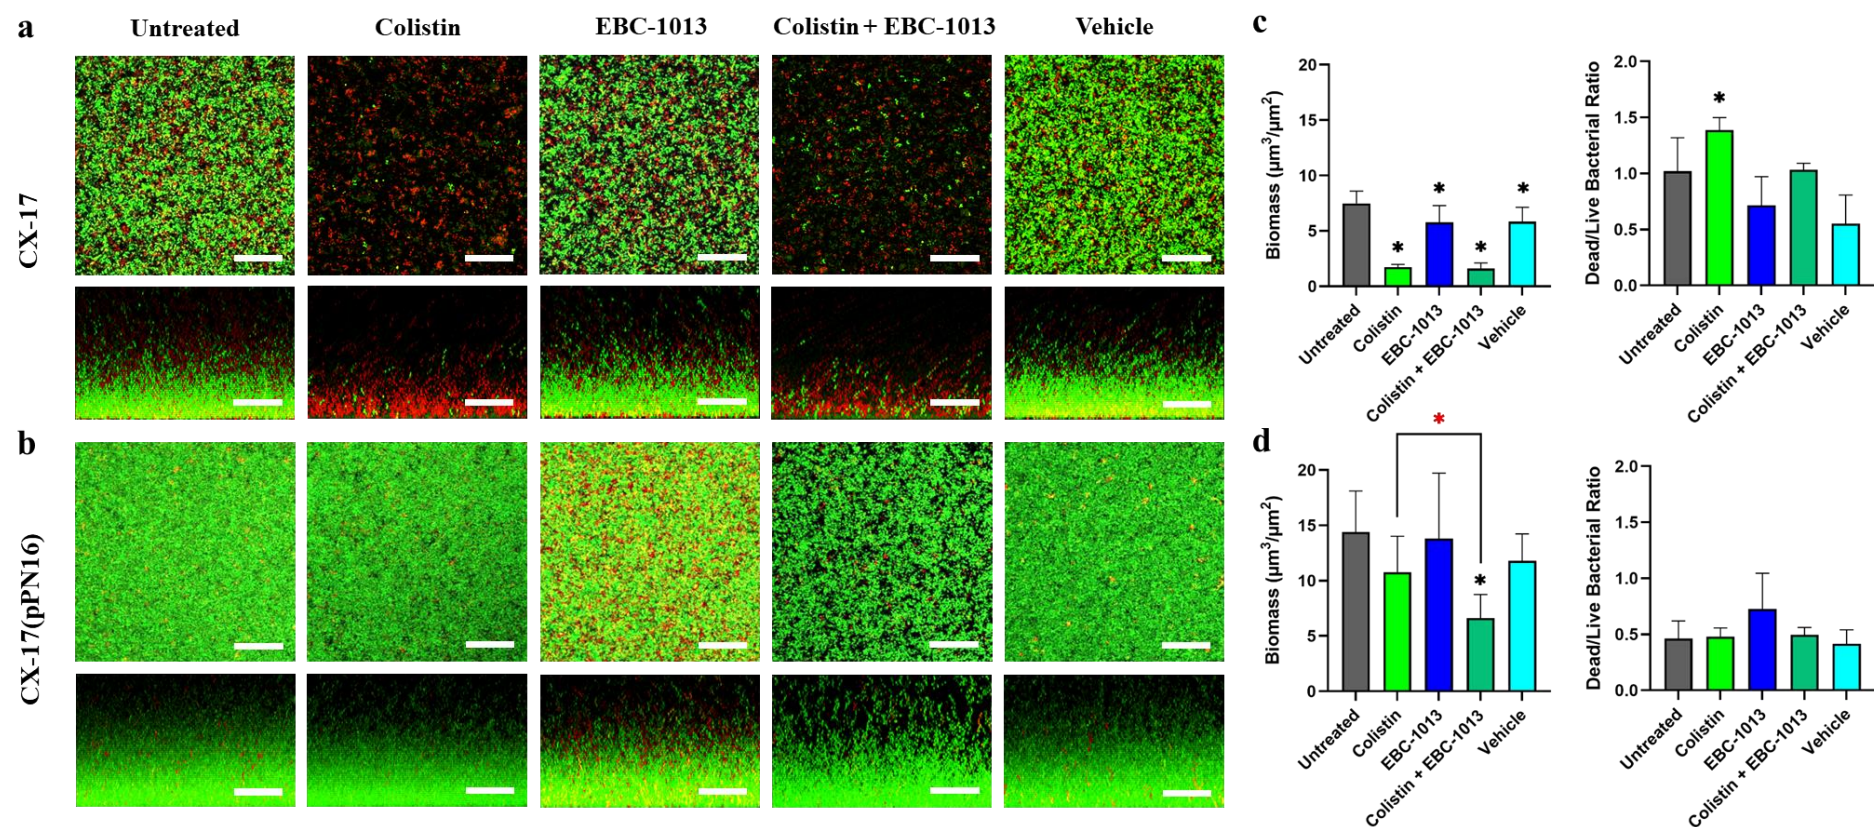 a
Untreated
Colistin
EBC-1013
Colistin + EBC-1013
Vehicle
CX-17
b
CX-17(pPN16)
c
Biomass (µm³/µm²)
20
15
10
5
0
*
*
*
*
Untreated
Colistin
EBC-1013
Colistin + EBC-1013
Vehicle
Dead/Live Bacterial Ratio
2.0
1.5
1.0
0.5
0.0
*
Untreated
Colistin
EBC-1013
Colistin + EBC-1013
Vehicle
d
Biomass (µm³/µm²)
20
15
10
5
0
*
*
Untreated
Colistin
EBC-1013
Colistin + EBC-1013
Vehicle
Dead/Live Bacterial Ratio
2.0
1.5
1.0
0.5
0.0
Untreated
Colistin
EBC-1013
Colistin + EBC-1013
Vehicle